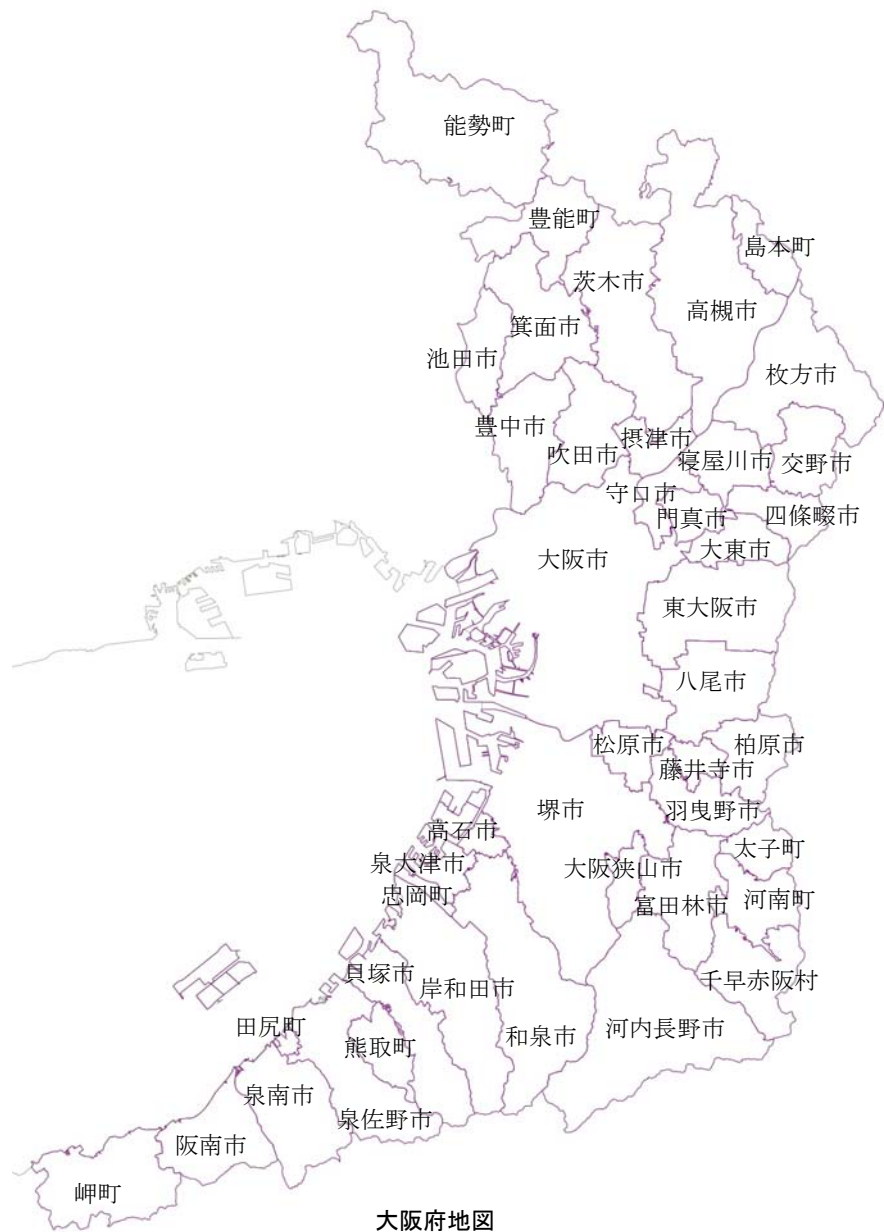 能勢町
豊能町
島本町
茨木市
高槻市
箕面市
池田市
枚方市
豊中市
摂津市
吹田市
寝屋川市
交野市
守口市
門真市
四條畷市
大東市
大阪市
東大阪市
八尾市
松原市
柏原市
藤井寺市
羽曳野市
堺市
高石市
太子町
泉大津市
大阪狭山市
忠岡町
富田林市
河南町
貝塚市
岸和田市
千早赤阪村
田尻町
熊取町
和泉市
河内長野市
泉南市
泉佐野市
阪南市
岬町
大阪府地図